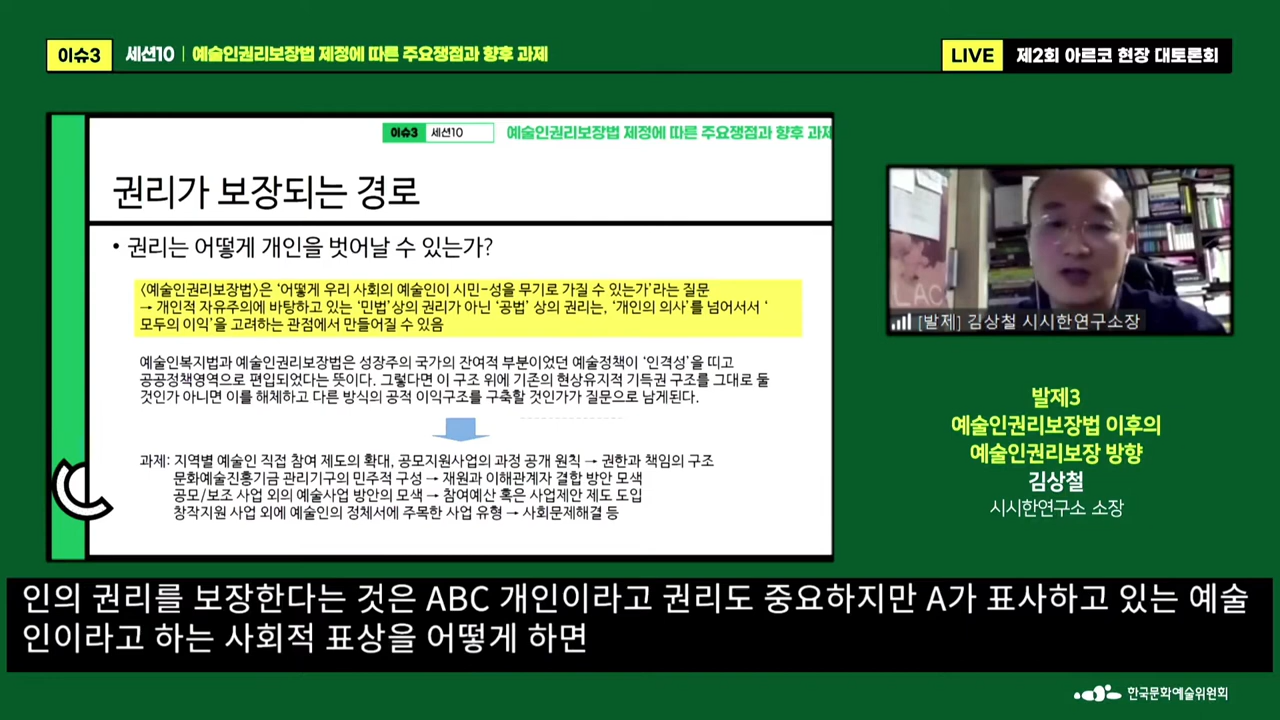 이슈3 세션10 | 예술인권리보장법 제정에 따른 주요쟁점과 향후 과제
LIVE 제2회 아르코 현장 대토론회
이슈3 세션10 예술인권리보장법 제정에 따른 주요쟁점과 향후 과제
권리가 보장되는 경로
• 권리는 어떻게 개인을 벗어날 수 있는가?
<예술인권리보장법>은 '어떻게 우리 사회의 예술인이 시민-성을 무기로 가질 수 있는가'라는 질문
→ 개인적 자유주의에 바탕하고 있는 '민법'상의 권리가 아닌 '공법' 상의 권리는, '개인의 의사'를 넘어서서 '
모두의 이익'을 고려하는 관점에서 만들어질 수 있음
예술인복지법과 예술인권리보장법은 성장주의 국가의 잔여적 부분이었던 예술정책이 '인격성'을 띠고
공공정책영역으로 편입되었다는 뜻이다. 그렇다면 이 구조 위에 기존의 현상유지적 기득권 구조를 그대로 둘
것인가 아니면 이를 해체하고 다른 방식의 공적 이익구조를 구축할 것인가가 질문으로 남게된다.
과제: 지역별 예술인 직접 참여 제도의 확대, 공모지원사업의 과정 공개 원칙 → 권한과 책임의 구조
문화예술진흥기금 관리기구의 민주적 구성 → 재원과 이해관계자 결합 방안 모색
공모/보조 사업 외의 예술사업 방안의 모색 → 참여예산 혹은 사업제안 제도 도입
창작지원 사업 외에 예술인의 정체서에 주목한 사업 유형 → 사회문제해결 등
LAC
[발제] 김상철 시시한연구소장
발제3
예술인권리보장법 이후의
예술인권리보장 방향
김상철
시시한연구소 소장
인의 권리를 보장한다는 것은 ABC 개인이라고 권리도 중요하지만 A가 표사하고 있는 예술
인이라고 하는 사회적 표상을 어떻게 하면
한국문화예술위원회